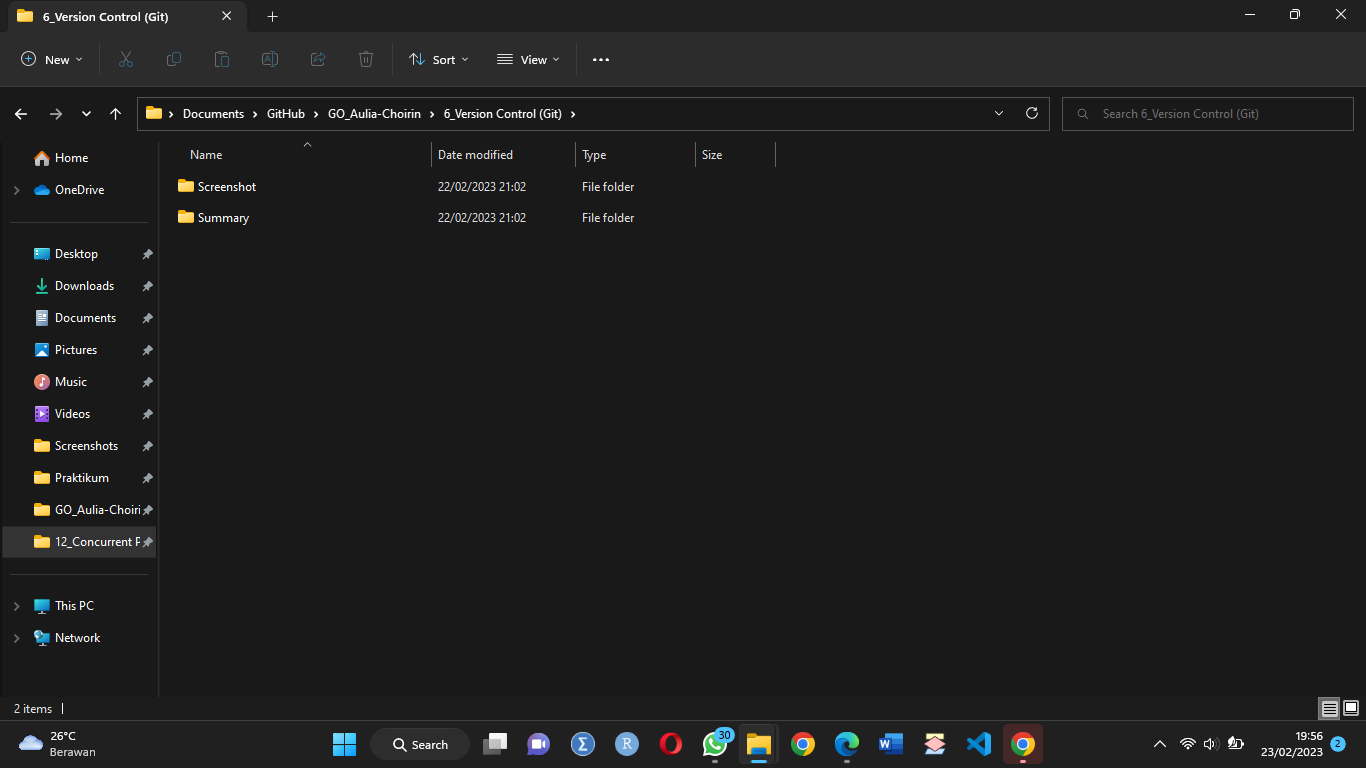 6_Version Control (Git)
New
Sort
View
Documents > GitHub > GO_Aulia-Choirin > 6_Version Control (Git) >
Search 6_Version Control (Git)
Home
OneDrive
Desktop
Downloads
Documents
Pictures
Music
Videos
Screenshots
Praktikum
GO_Aulia-Choiri
12_Concurrent P
This PC
Network
Name Date modified Type Size
Screenshot 22/02/2023 21:02 File folder
Summary 22/02/2023 21:02 File folder
2 items
26°C
Berawan
Search
R
30
19:56
23/02/2023
2